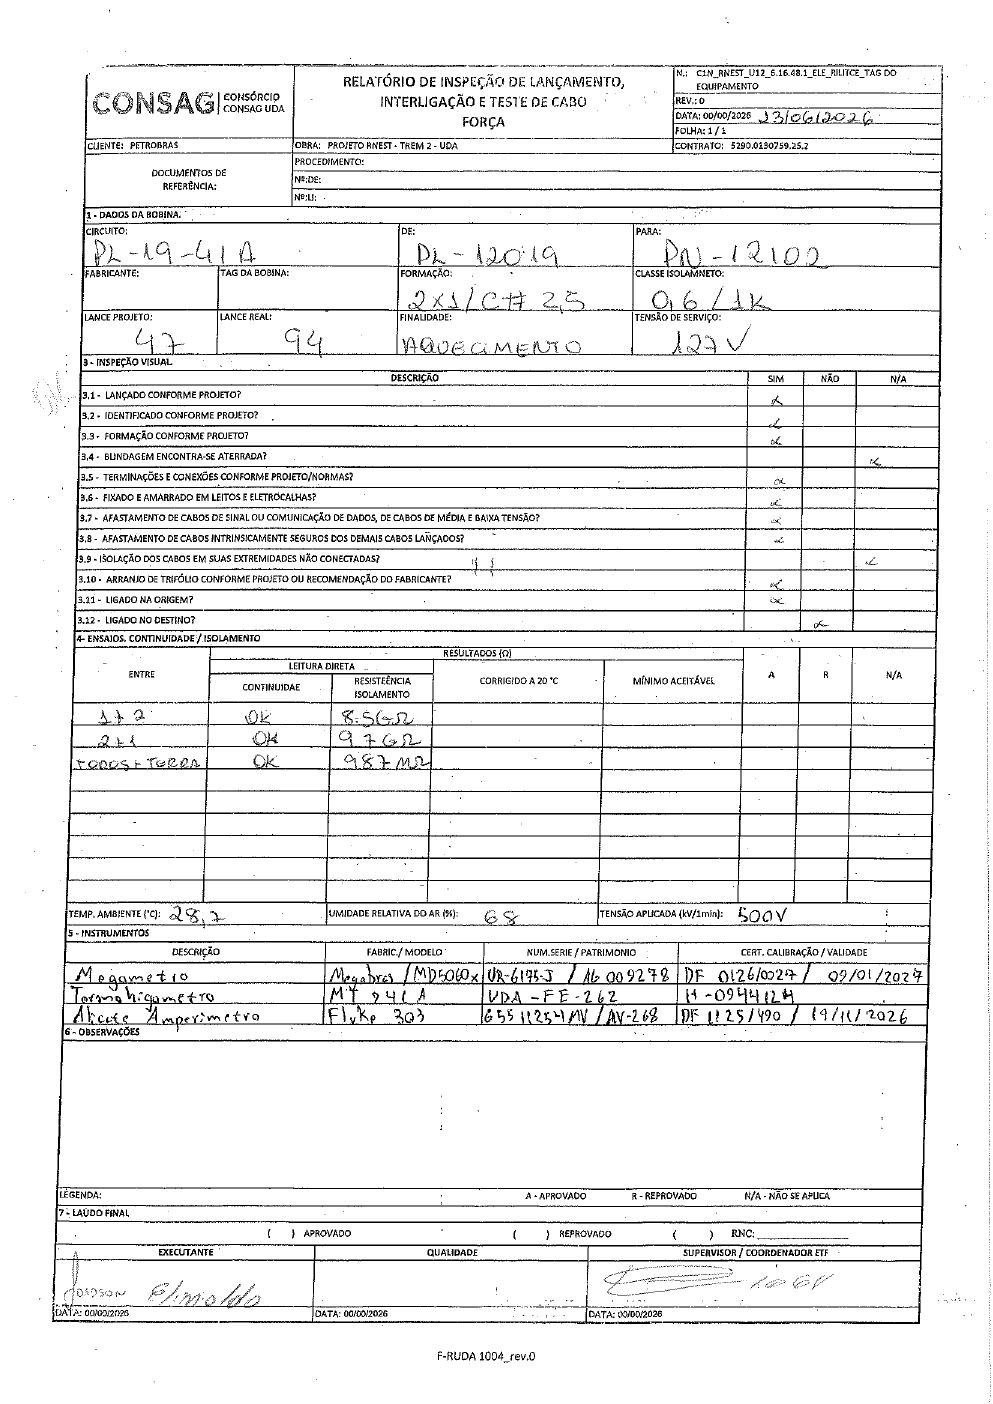 CONSAG | CONSÓRCIO CONSAG UDA
RELATÓRIO DE INSPEÇÃO DE LANÇAMENTO, INTERLIGAÇÃO E TESTE DE CABO FORÇA
N.: C1N_RNEST_U12_6.16.48.1_ELE_RILITCE_TAG DO EQUIPAMENTO
REV.: 0
DATA: 00/00/2026 23/06/2026
FOLHA: 1 / 1
CLIENTE: PETROBRAS
OBRA: PROJETO RNEST - TREM 2 - UDA
CONTRATO: 5290.0130759.25.2
DOCUMENTOS DE REFERÊNCIA:
PROCEDIMENTO:
Nº:DE:
Nº:LI:
1 - DADOS DA BOBINA.
CIRCUITO: PL-19-41A
DE: PL-12019
PARA: PN-12102
FABRICANTE:
TAG DA BOBINA:
FORMAÇÃO: 2x1/C# 2,5
CLASSE ISOLAMNETO: 0,6/1K
LANCE PROJETO: 47
LANCE REAL: 94
FINALIDADE: AQUECIMENTO
TENSÃO DE SERVIÇO: 127V
3 - INSPEÇÃO VISUAL
DESCRIÇÃO SIM NÃO N/A
3.1 - LANÇADO CONFORME PROJETO? x
3.2 - IDENTIFICADO CONFORME PROJETO? x
3.3 - FORMAÇÃO CONFORME PROJETO? x
3.4 - BLINDAGEM ENCONTRA-SE ATERRADA? x
3.5 - TERMINAÇÕES E CONEXÕES CONFORME PROJETO/NORMAS? x
3.6 - FIXADO E AMARRADO EM LEITOS E ELETROCALHAS? x
3.7 - AFASTAMENTO DE CABOS DE SINAL OU COMUNICAÇÃO DE DADOS, DE CABOS DE MÉDIA E BAIXA TENSÃO? x
3.8 - AFASTAMENTO DE CABOS INTRINSICAMENTE SEGUROS DOS DEMAIS CABOS LANÇADOS? x
3.9 - ISOLAÇÃO DOS CABOS EM SUAS EXTREMIDADES NÃO CONECTADAS? x
3.10 - ARRANJO DE TRIFÓLIO CONFORME PROJETO OU RECOMENDAÇÃO DO FABRICANTE? x
3.11 - LIGADO NA ORIGEM? x
3.12 - LIGADO NO DESTINO? x
4- ENSAIOS. CONTINUIDADE / ISOLAMENTO
ENTRE
RESULTADOS (Ω)
LEITURA DIRETA
CONTINUIDAE
RESISTEÊNCIA ISOLAMENTO
CORRIGIDO A 20 °C
MÍNIMO ACEITÁVEL
A R N/A
1+2 OK 8.5GΩ
2+1 OK 9.7GΩ
TODOS + TERRA OK 987MΩ
TEMP. AMBIENTE (°C): 28,7
UMIDADE RELATIVA DO AR (%): 68
TENSÃO APLICADA (kV/1min): 500V
5 - INSTRUMENTOS
DESCRIÇÃO FABRIC./ MODELO NUM.SERIE / PATRIMONIO CERT. CALIBRAÇÃO / VALIDADE
Megametro Megabras / MD5060x UR-6195-J / AG 009278 DF 0126/0027 / 09/01/2027
Termohigometro MT 241 A UDA-FE-262 H-0944124
Alicate Amperimetro Fluke 303 65511254MV / AV-268 DF 1125/490 / 19/11/2026
6 - OBSERVAÇÕES
LEGENDA: A - APROVADO R - REPROVADO N/A - NÃO SE APLICA
7 - LAUDO FINAL
( ) APROVADO ( ) REPROVADO ( ) RNC:
EXECUTANTE QUALIDADE SUPERVISOR / COORDENADOR ETF
DATA: 00/00/2026 DATA: 00/00/2026 DATA: 00/00/2026
F-RUDA 1004_rev.0